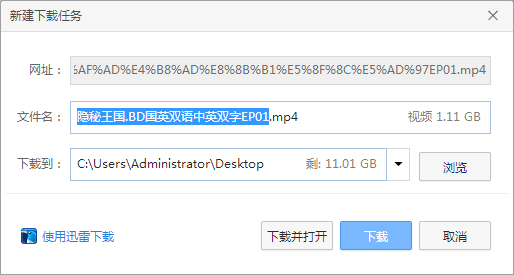 新建下载任务
网址： %AF%AD%E4%B8%AD%E8%8B%B1%E5%8F%8C%E5%AD%97EP01.mp4
文件名： 隐秘王国.BD国英双语中英双字EP01.mp4 视频 1.11 GB
下载到： C:\Users\Administrator\Desktop 剩: 11.01 GB 浏览
使用迅雷下载 下载并打开 下载 取消